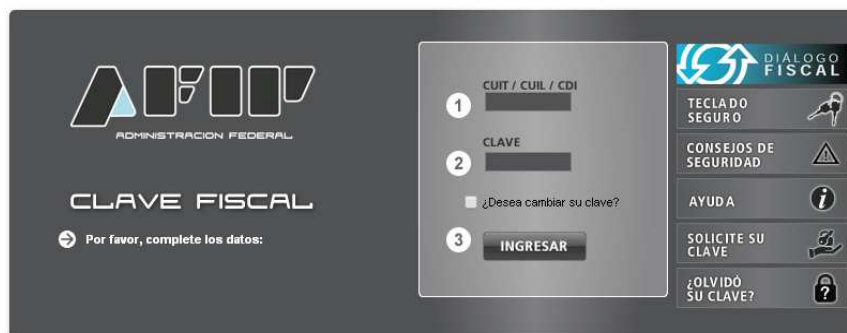 AFIP
ADMINISTRACION FEDERAL
CLAVE FISCAL
Por favor, complete los datos:
CUIT / CUIL / CDI
1
CLAVE
2
¿Desea cambiar su clave?
3
INGRESAR
DIÁLOGO
FISCAL
TECLADO
SEGURO
CONSEJOS DE
SEGURIDAD
AYUDA
i
SOLICITE SU
CLAVE
¿OLVIDÓ
SU CLAVE?
?